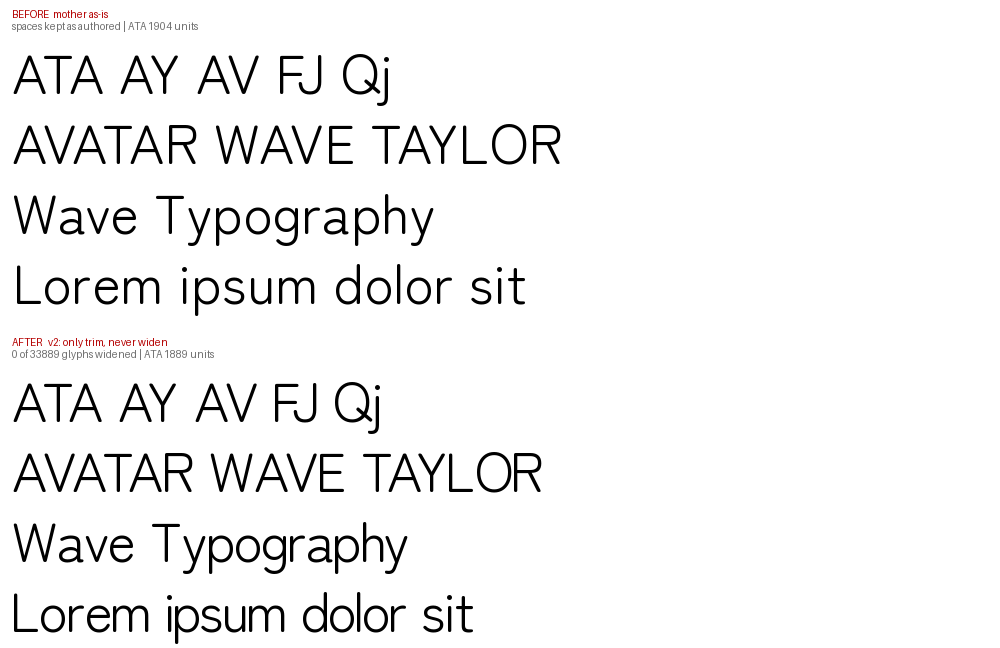 BEFORE mother as-is
spaces kept as authored | ATA 1904 units
ATA AY AV FJ Qj
AVATAR WAVE TAYLOR
Wave Typography
Lorem ipsum dolor sit
AFTER v2: only trim, never widen
0 of 33889 glyphs widened | ATA 1889 units
ATA AY AV FJ Qj
AVATAR WAVE TAYLOR
Wave Typography
Lorem ipsum dolor sit